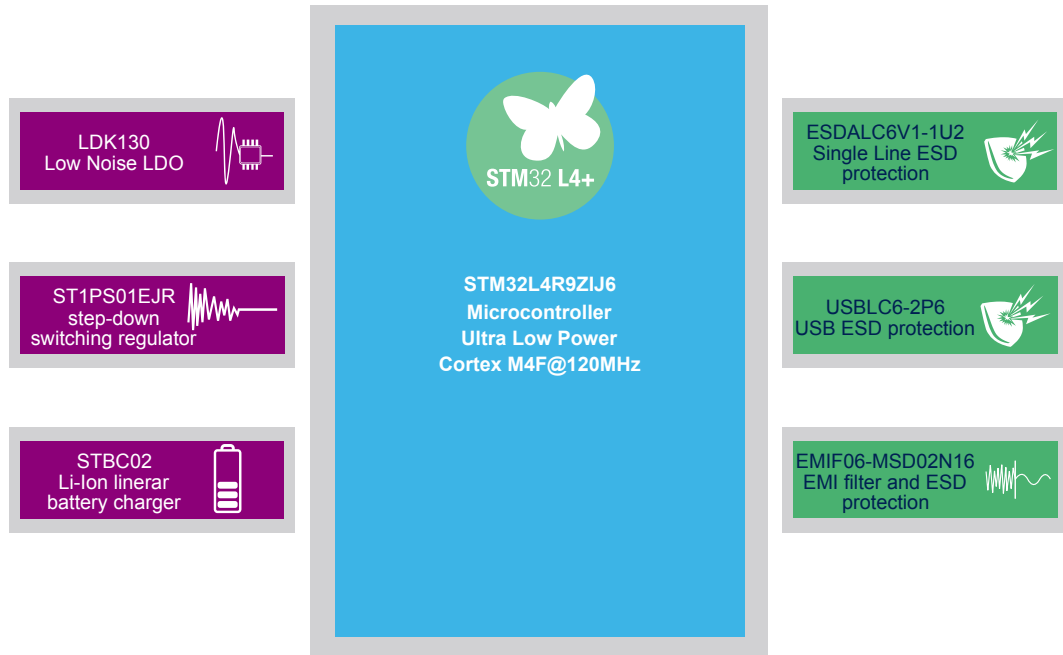 LDK130
Low Noise LDO
ST1PS01EJR
step-down
switching regulator
STBC02
Li-Ion linerar
battery charger
STM32 L4+
STM32L4R9ZIJ6
Microcontroller
Ultra Low Power
Cortex M4F@120MHz
ESDALC6V1-1U2
Single Line ESD
protection
USBLC6-2P6
USB ESD protection
EMIF06-MSD02N16
EMI filter and ESD
protection